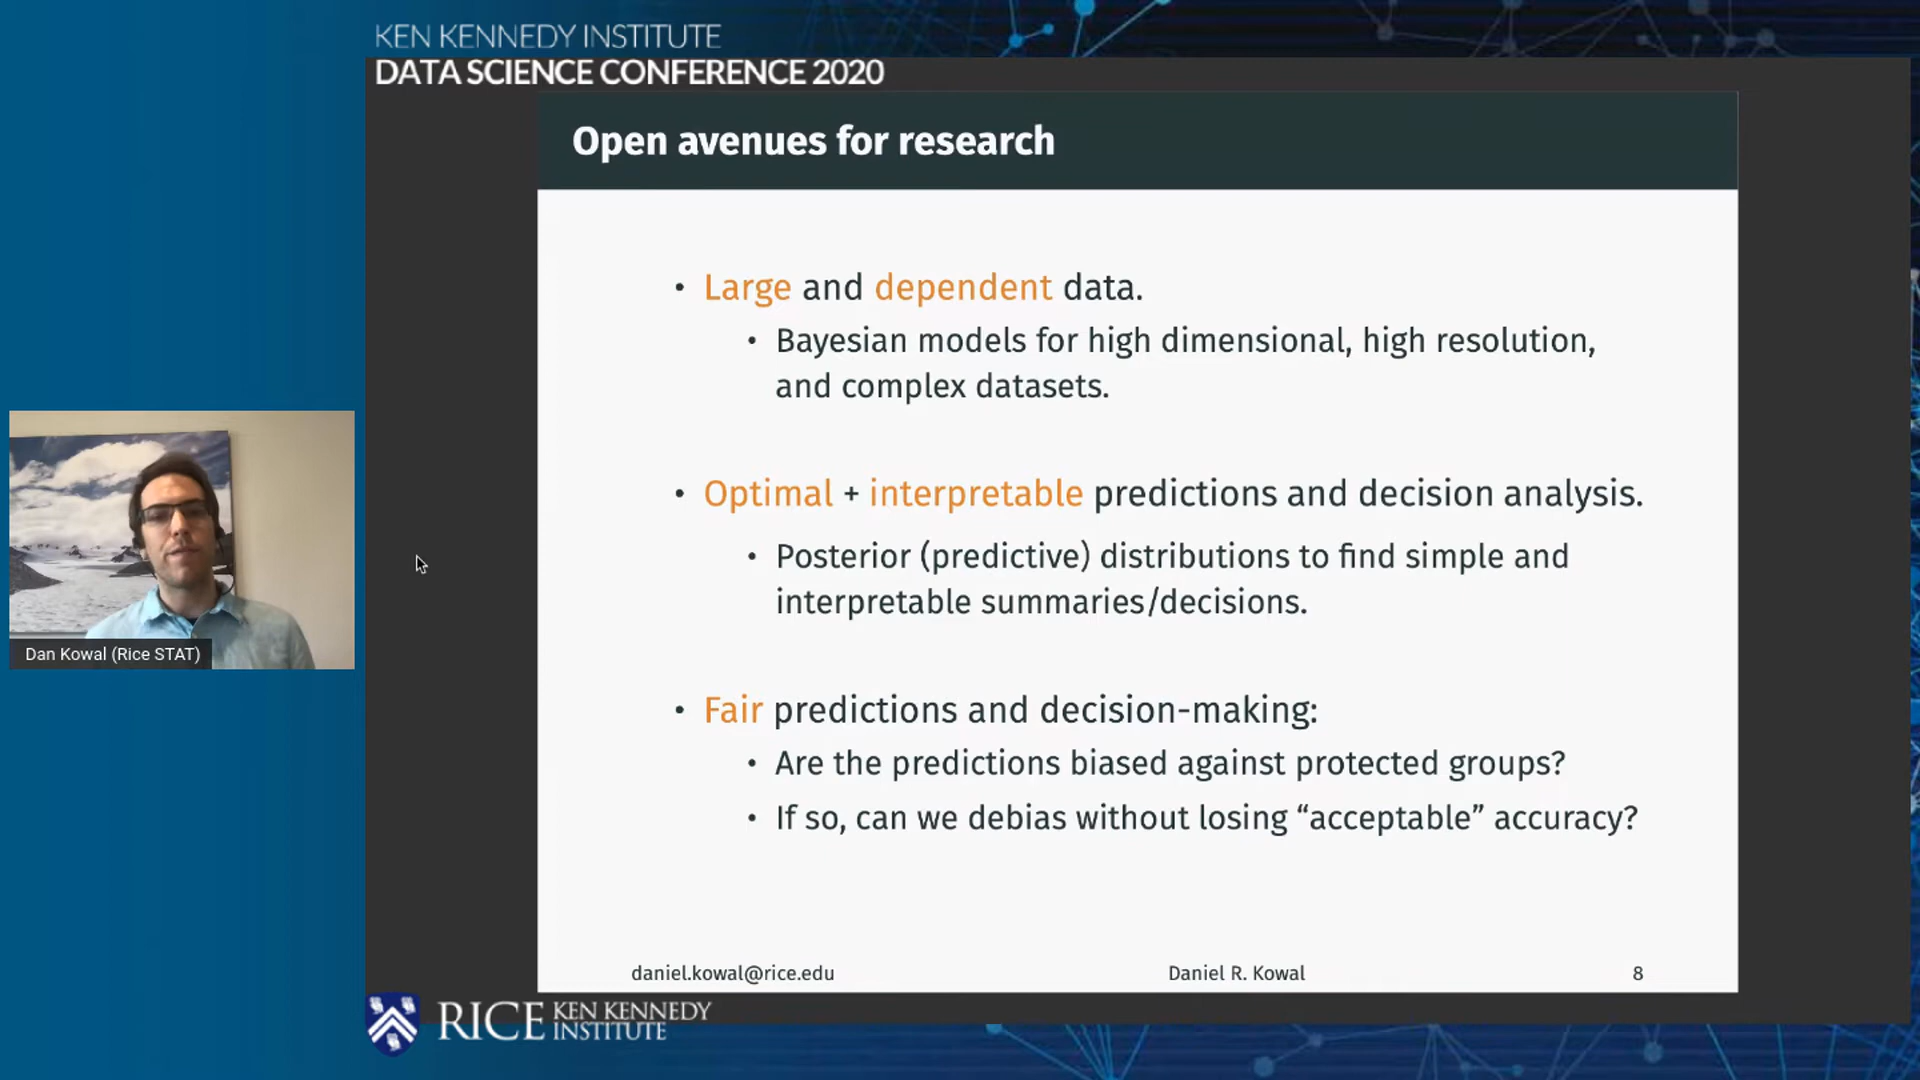 KEN KENNEDY INSTITUTE
DATA SCIENCE CONFERENCE 2020
Open avenues for research
• Large and dependent data.
• Bayesian models for high dimensional, high resolution,
and complex datasets.
• Optimal + interpretable predictions and decision analysis.
• Posterior (predictive) distributions to find simple and
interpretable summaries/decisions.
• Fair predictions and decision-making:
• Are the predictions biased against protected groups?
• If so, can we debias without losing “acceptable” accuracy?
daniel.kowal@rice.edu Daniel R. Kowal 8
Dan Kowal (Rice STAT)
RICE KEN KENNEDY
INSTITUTE